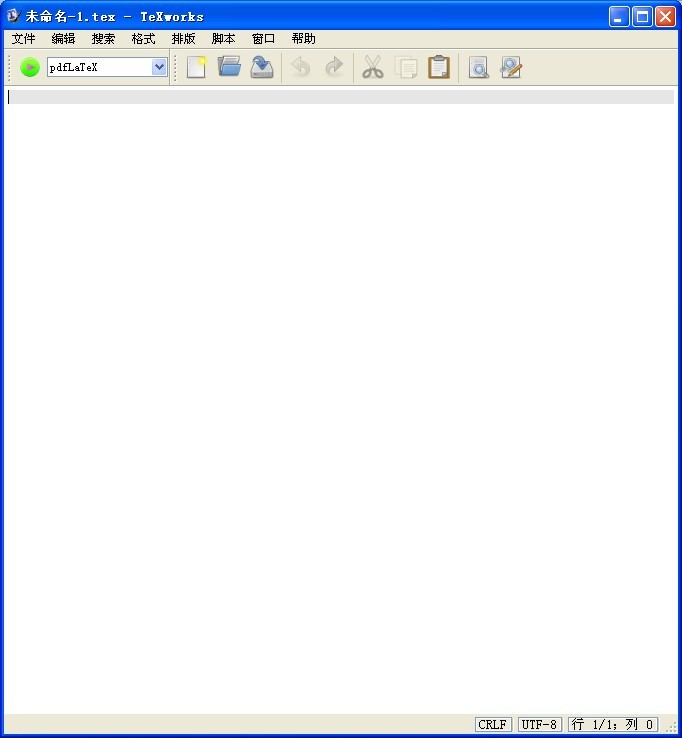 未命名-1.tex - TeXworks
文件 编辑 搜索 格式 排版 脚本 窗口 帮助
pdfLaTeX
CRLF UTF-8 行 1/1; 列 0